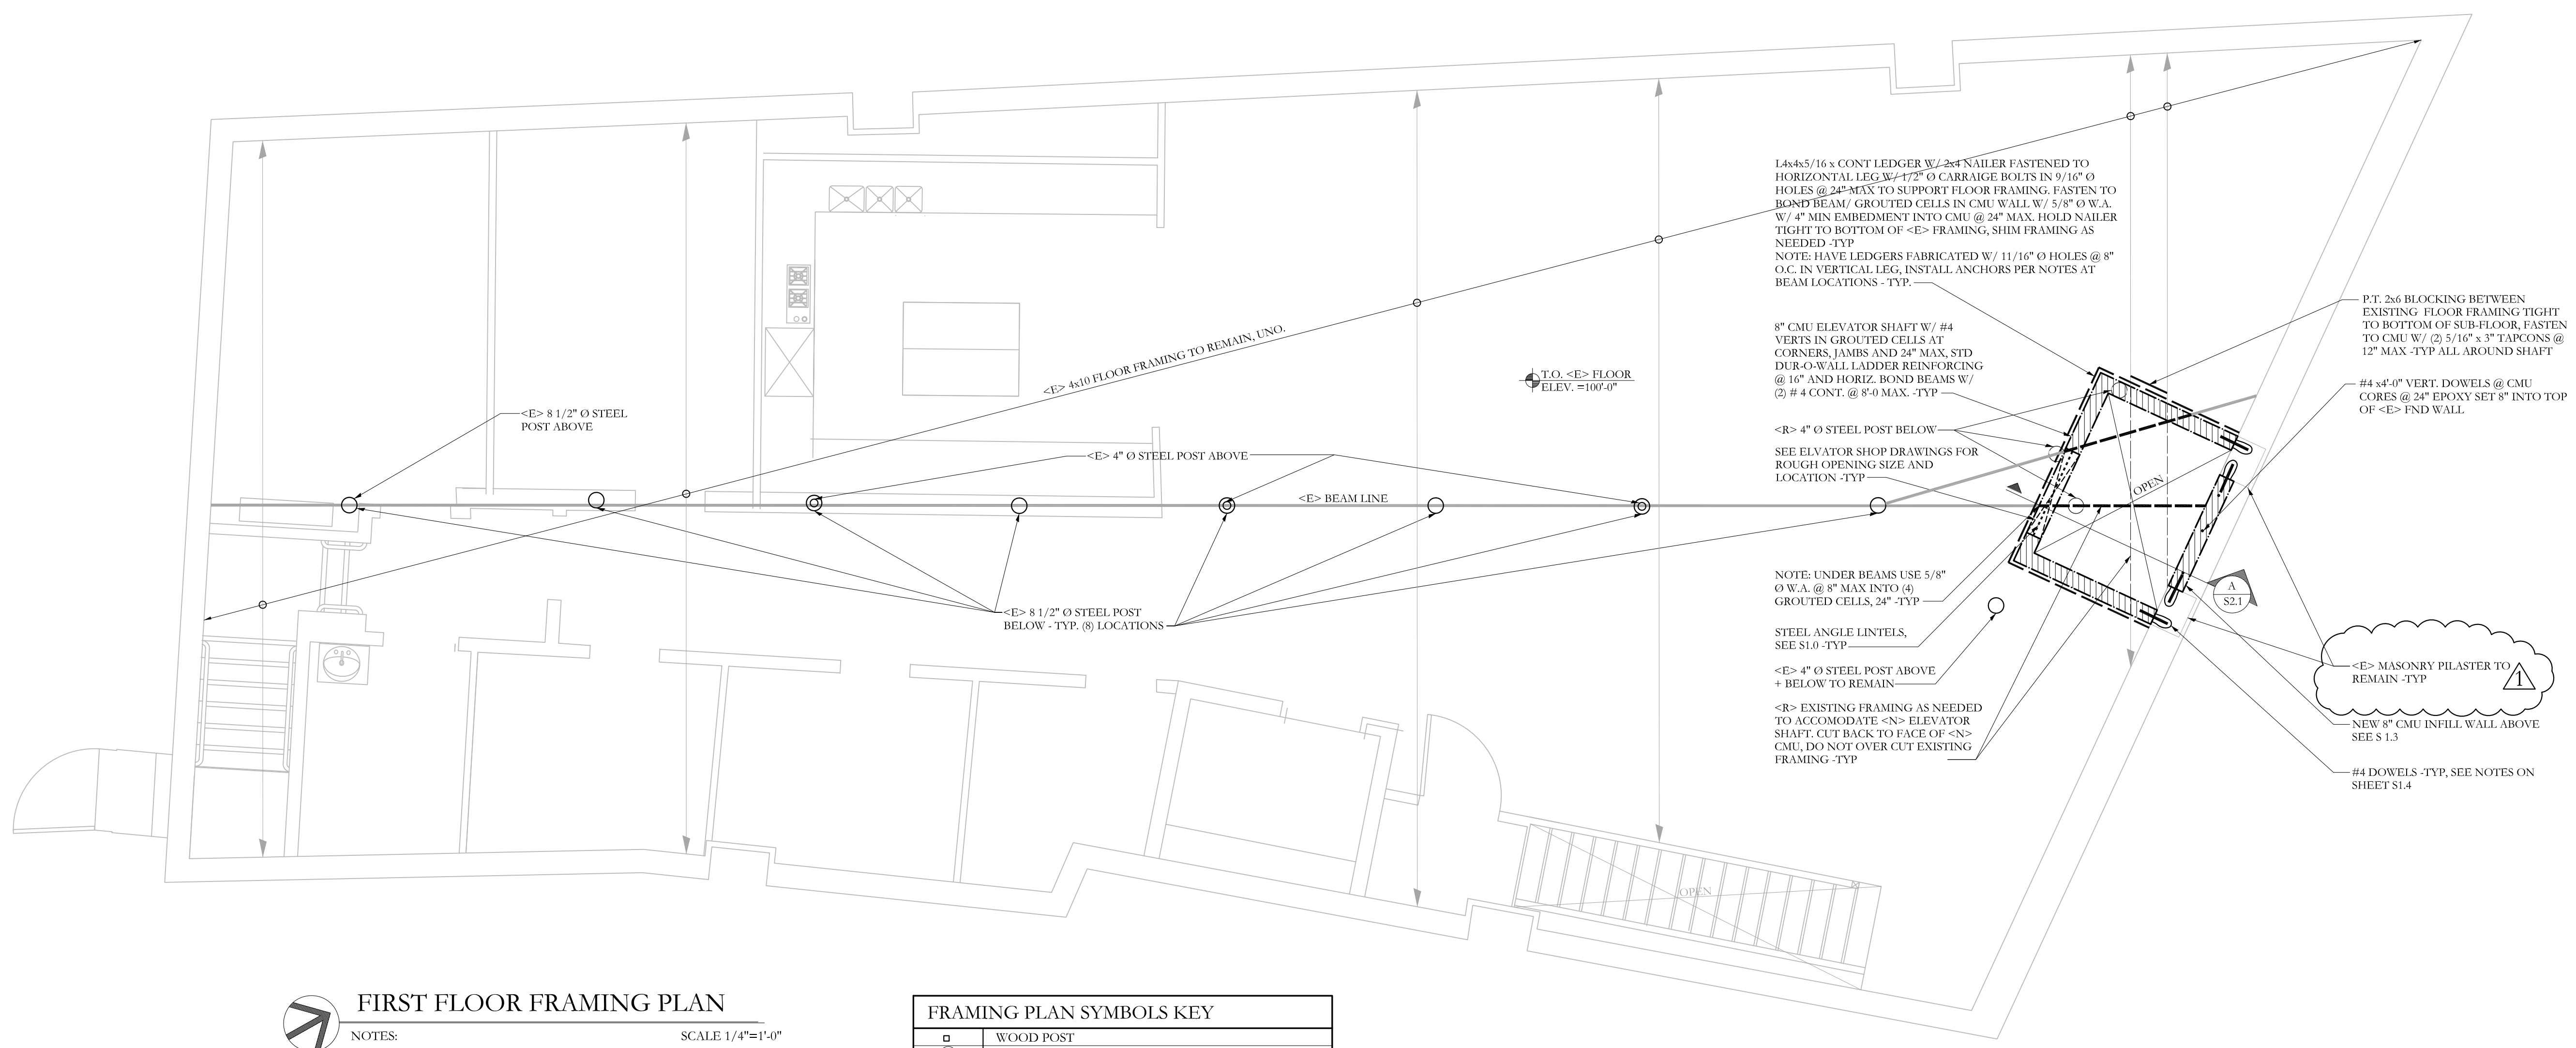 L4x4x5/16 x CONT LEDGER W/ 2x4 NAILER FASTENED TO
HORIZONTAL LEG W/ 1/2" Ø CARRAIGE BOLTS IN 9/16" Ø
HOLES @ 24" MAX TO SUPPORT FLOOR FRAMING. FASTEN TO
BOND BEAM/ GROUTED CELLS IN CMU WALL W/ 5/8" Ø W.A.
W/ 4" MIN EMBEDMENT INTO CMU @ 24" MAX. HOLD NAILER
TIGHT TO BOTTOM OF <E> FRAMING, SHIM FRAMING AS
NEEDED -TYP
NOTE: HAVE LEDGERS FABRICATED W/ 11/16" Ø HOLES @ 8"
O.C. IN VERTICAL LEG, INSTALL ANCHORS PER NOTES AT
BEAM LOCATIONS - TYP.
P.T. 2x6 BLOCKING BETWEEN
EXISTING FLOOR FRAMING TIGHT
TO BOTTOM OF SUB-FLOOR, FASTEN
TO CMU W/ (2) 5/16" x 3" TAPCONS @
12" MAX -TYP ALL AROUND SHAFT
8" CMU ELEVATOR SHAFT W/ #4
VERTS IN GROUTED CELLS AT
CORNERS, JAMBS AND 24" MAX, STD
DUR-O-WALL LADDER REINFORCING
@ 16" AND HORIZ. BOND BEAMS W/
(2) # 4 CONT. @ 8'-0 MAX. -TYP
<E> 4x10 FLOOR FRAMING TO REMAIN, UNO.
T.O. <E> FLOOR
ELEV. =100'-0"
#4 x4'-0" VERT. DOWELS @ CMU
CORES @ 24" EPOXY SET 8" INTO TOP
OF <E> FND WALL
<E> 8 1/2" Ø STEEL
POST ABOVE
<R> 4" Ø STEEL POST BELOW
<E> 4" Ø STEEL POST ABOVE
SEE ELVATOR SHOP DRAWINGS FOR
ROUGH OPENING SIZE AND
LOCATION -TYP
OPEN
<E> BEAM LINE
NOTE: UNDER BEAMS USE 5/8"
Ø W.A. @ 8" MAX INTO (4)
GROUTED CELLS, 24" -TYP
A
S2.1
<E> 8 1/2" Ø STEEL POST
BELOW - TYP. (8) LOCATIONS
STEEL ANGLE LINTELS,
SEE S1.0 -TYP
<E> 4" Ø STEEL POST ABOVE
+ BELOW TO REMAIN
<E> MASONRY PILASTER TO
REMAIN -TYP
1
<R> EXISTING FRAMING AS NEEDED
TO ACCOMODATE <N> ELEVATOR
SHAFT. CUT BACK TO FACE OF <N>
CMU, DO NOT OVER CUT EXISTING
FRAMING -TYP
NEW 8" CMU INFILL WALL ABOVE
SEE S 1.3
#4 DOWELS -TYP, SEE NOTES ON
SHEET S1.4
OPEN
FIRST FLOOR FRAMING PLAN
NOTES:
SCALE 1/4"=1'-0"
FRAMING PLAN SYMBOLS KEY
WOOD POST